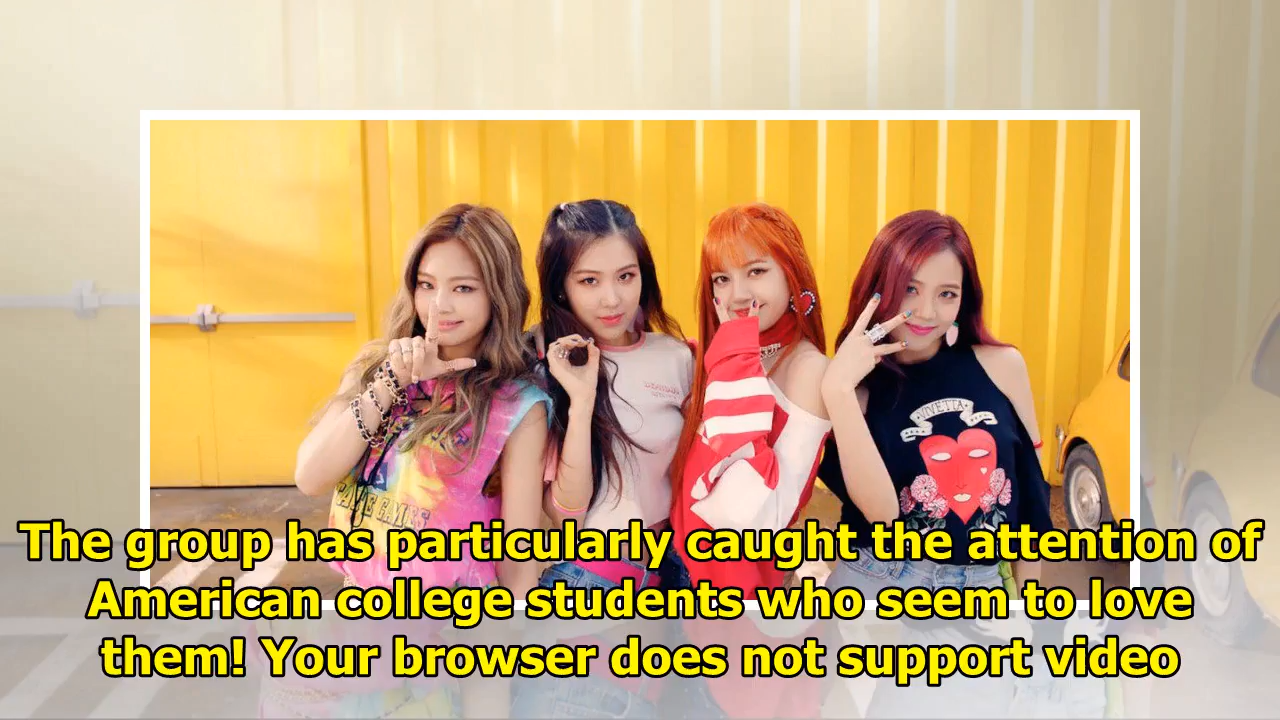 VIVETTA
The group has particularly caught the attention of
American college students who seem to love
them! Your browser does not support video